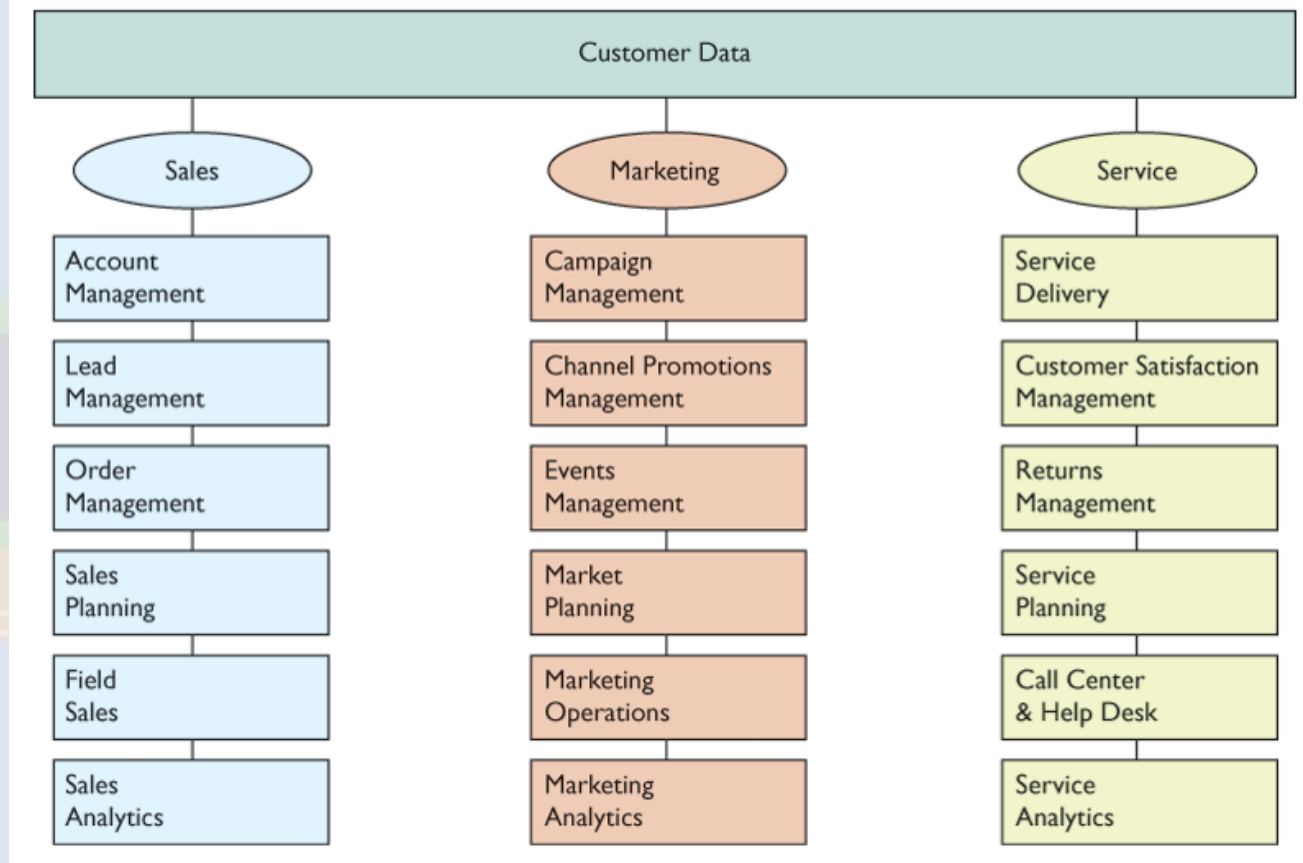 Customer Data
Sales
Account
Management
Lead
Management
Order
Management
Sales
Planning
Field
Sales
Sales
Analytics
Marketing
Campaign
Management
Channel Promotions
Management
Events
Management
Market
Planning
Marketing
Operations
Marketing
Analytics
Service
Service
Delivery
Customer Satisfaction
Management
Returns
Management
Service
Planning
Call Center
& Help Desk
Service
Analytics